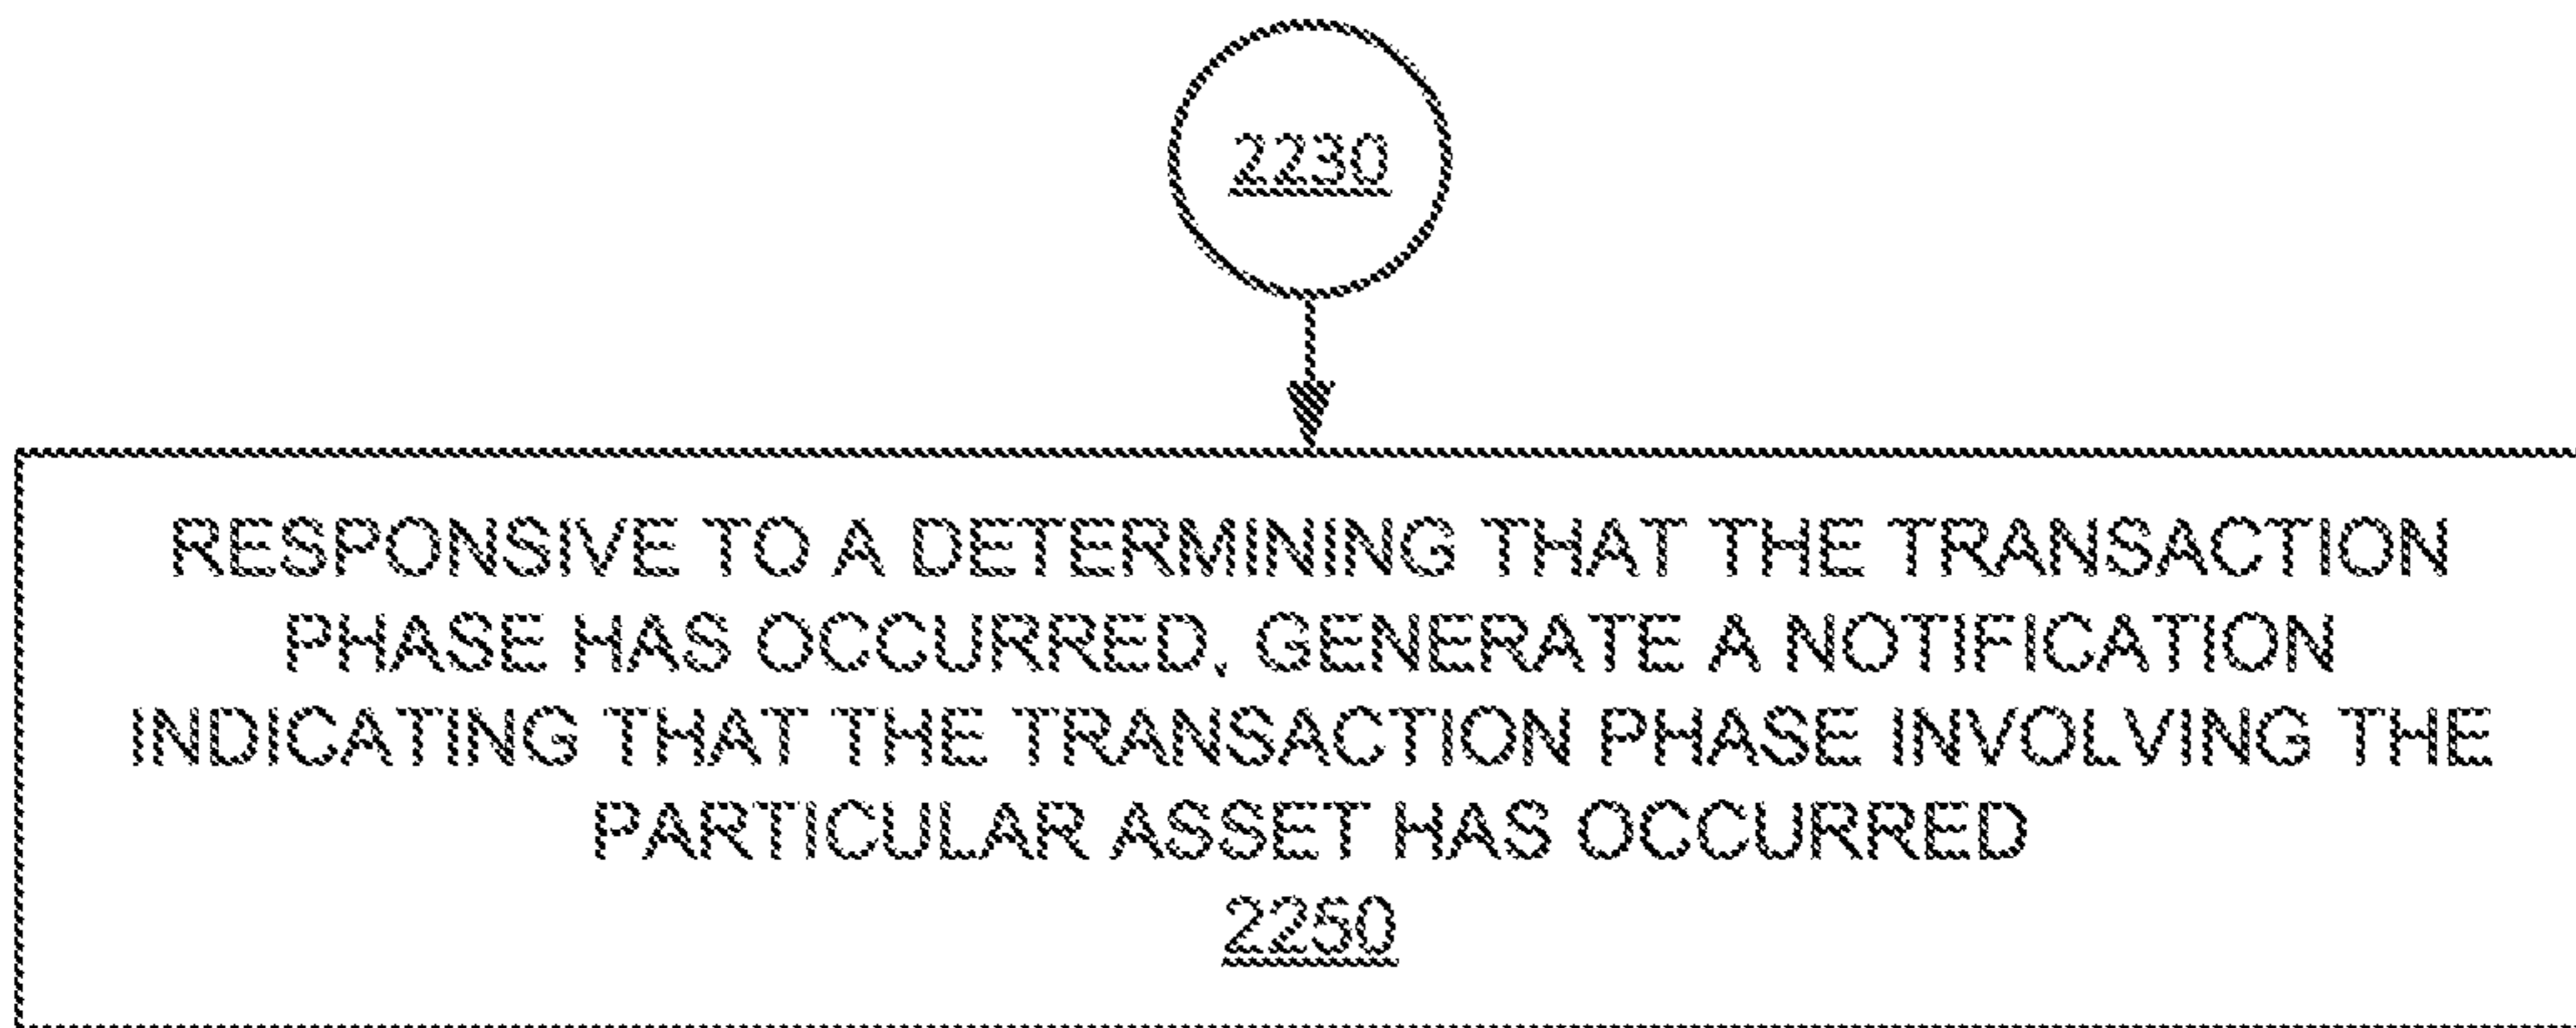 2230
RESPONSIVE TO A DETERMINING THAT THE TRANSACTION
PHASE HAS OCCURRED, GENERATE A NOTIFICATION
INDICATING THAT THE TRANSACTION PHASE INVOLVING THE
PARTICULAR ASSET HAS OCCURRED
2250